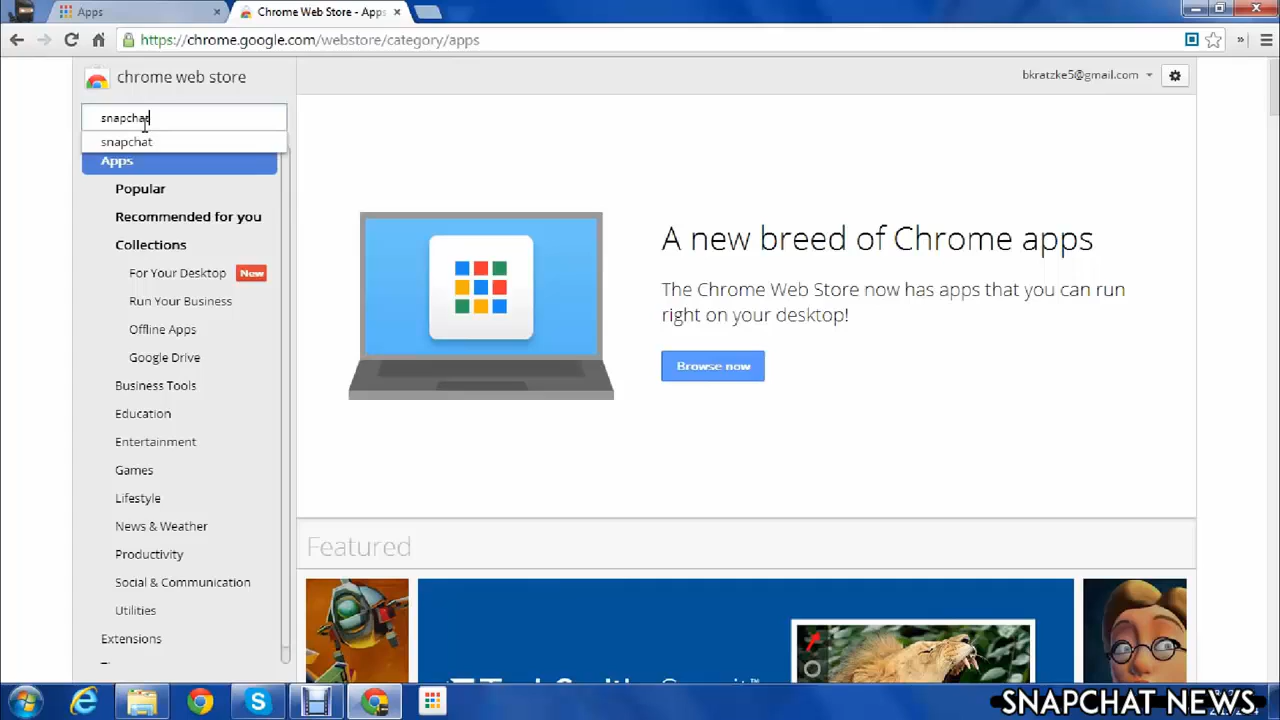 Apps
Chrome Web Store - Apps
https://chrome.google.com/webstore/category/apps
chrome web store
bkratzke5@gmail.com
snapchat
snapchat
Apps
Popular
Recommended for you
Collections
For Your Desktop New
Run Your Business
Offline Apps
Google Drive
Business Tools
Education
Entertainment
Games
Lifestyle
News & Weather
Productivity
Social & Communication
Utilities
Extensions
A new breed of Chrome apps
The Chrome Web Store now has apps that you can run
right on your desktop!
Browse now
Featured
SNAPCHAT NEWS